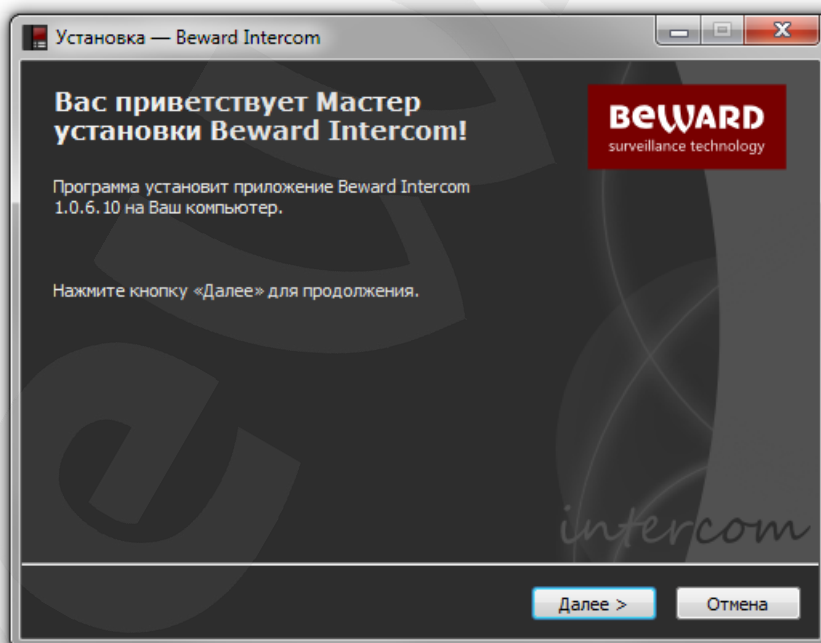 Установка — Beward Intercom
Вас приветствует Мастер
установки Beward Intercom!
BEWARD
surveillance technology
Программа установит приложение Beward Intercom
1.0.6.10 на Ваш компьютер.
Нажмите кнопку «Далее» для продолжения.
intercom
Далее >
Отмена